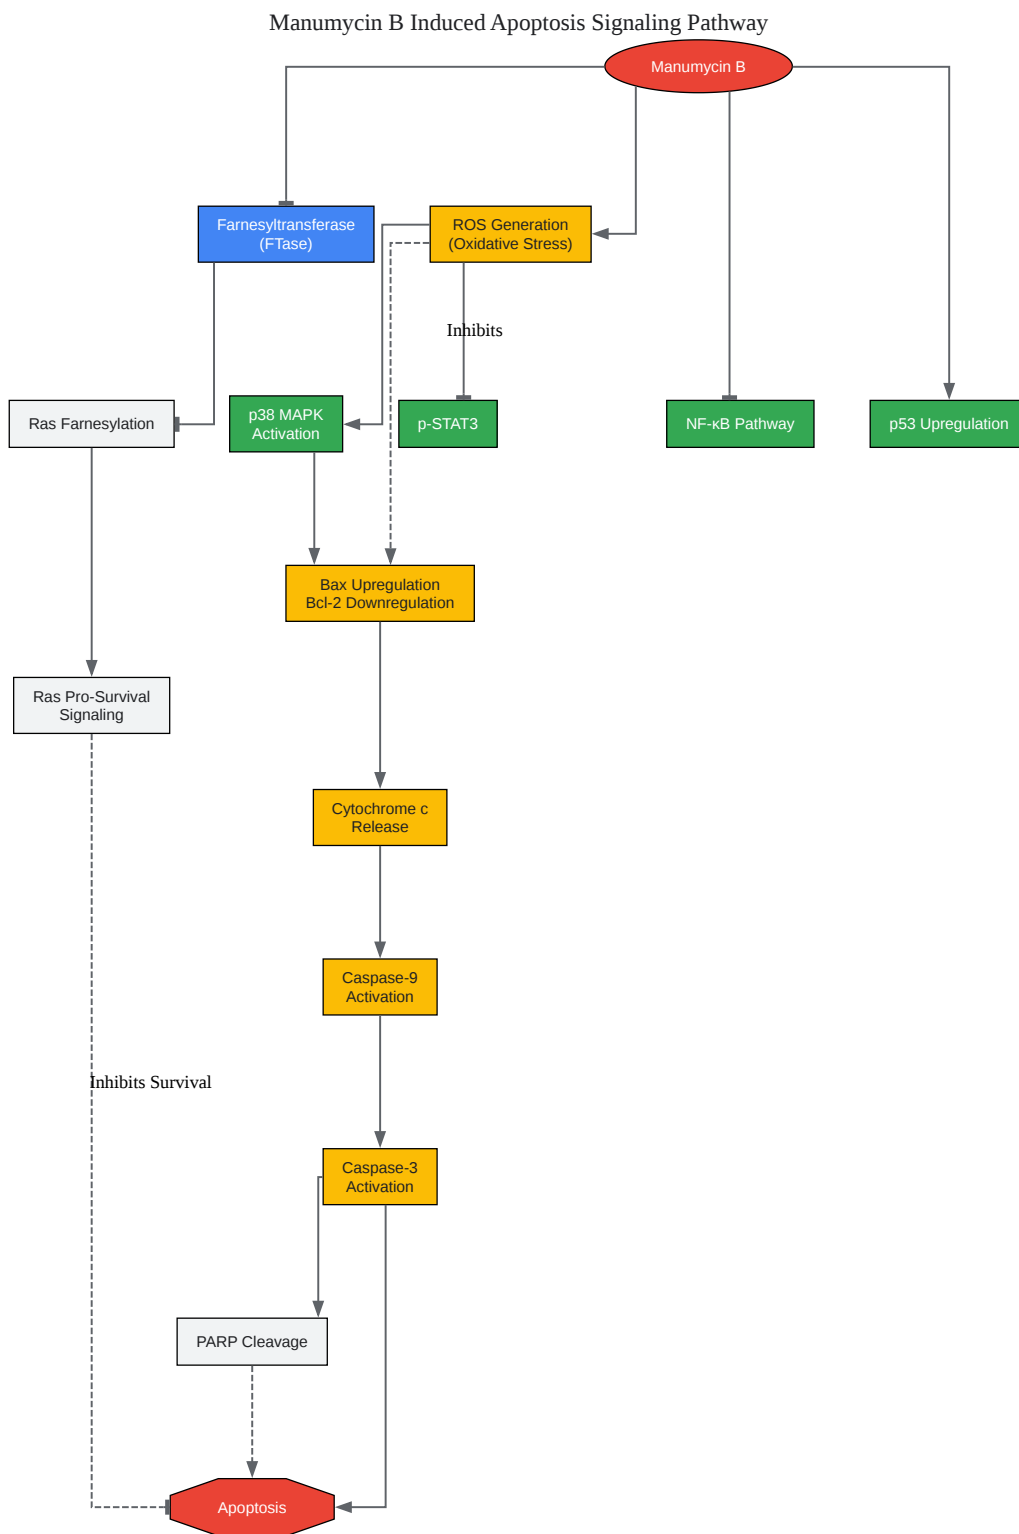 Manumycin B Induced Apoptosis Signaling Pathway
Manumycin B
Farnesyltransferase
(FTase)
ROS Generation
(Oxidative Stress)
Inhibits
Ras Farnesylation
p38 MAPK
Activation
p-STAT3
NF-κB Pathway
p53 Upregulation
Bax Upregulation
Bcl-2 Downregulation
Ras Pro-Survival
Signaling
Cytochrome c
Release
Caspase-9
Activation
Inhibits Survival
Caspase-3
Activation
PARP Cleavage
Apoptosis